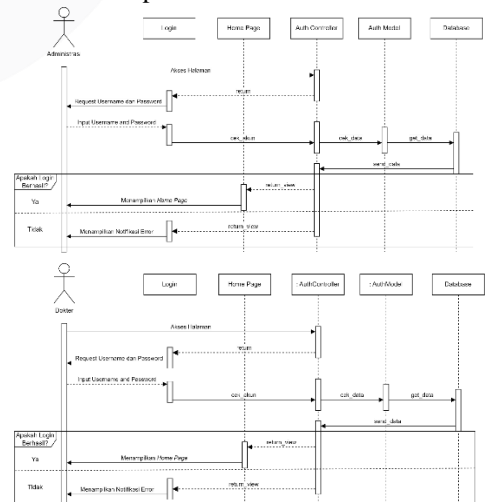 Login
Home Page
Auth Controller
Auth Model
Database
Administras
Akses Halaman
return
Request Username dan Password
Input Username and Password
cek_akun
cek_data
get_data
send_data
Apakah Login
Berhasil?
return_view
Ya
Menampilkan Home Page
Tidak
return_view
Menampilkan Notifikasi Error
Login
Home Page
: AuthController
: AuthModel
Database
Dokter
Akses Halaman
return
Request Username dan Password
Input Username and Password
cek_akun
cek_data
get_data
send_data
Apakah Login
Berhasil?
return_view
Ya
Menampilkan Home Page
Tidak
return_view
Menampilkan Notifikasi Error